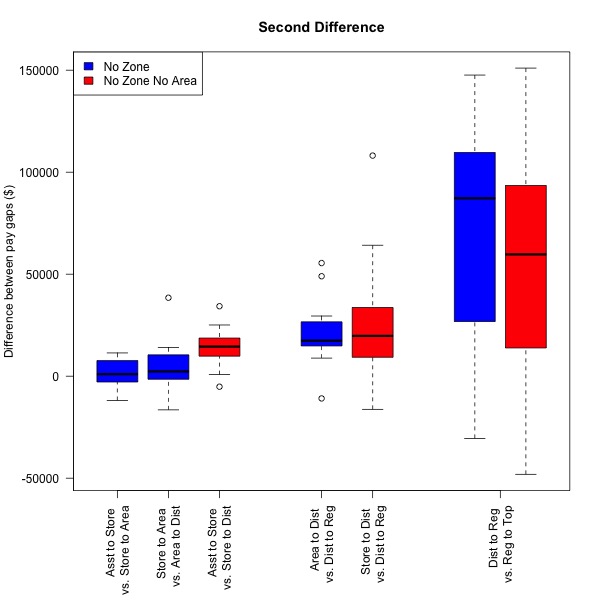 Second Difference
No Zone
No Zone No Area
Difference between pay gaps ($)
150000
100000
50000
0
-50000
Asst to Store
vs. Store to Area
Store to Area
vs. Area to Dist
Asst to Store
vs. Store to Dist
Area to Dist
vs. Dist to Reg
Store to Dist
vs. Dist to Reg
Dist to Reg
vs. Reg to Top